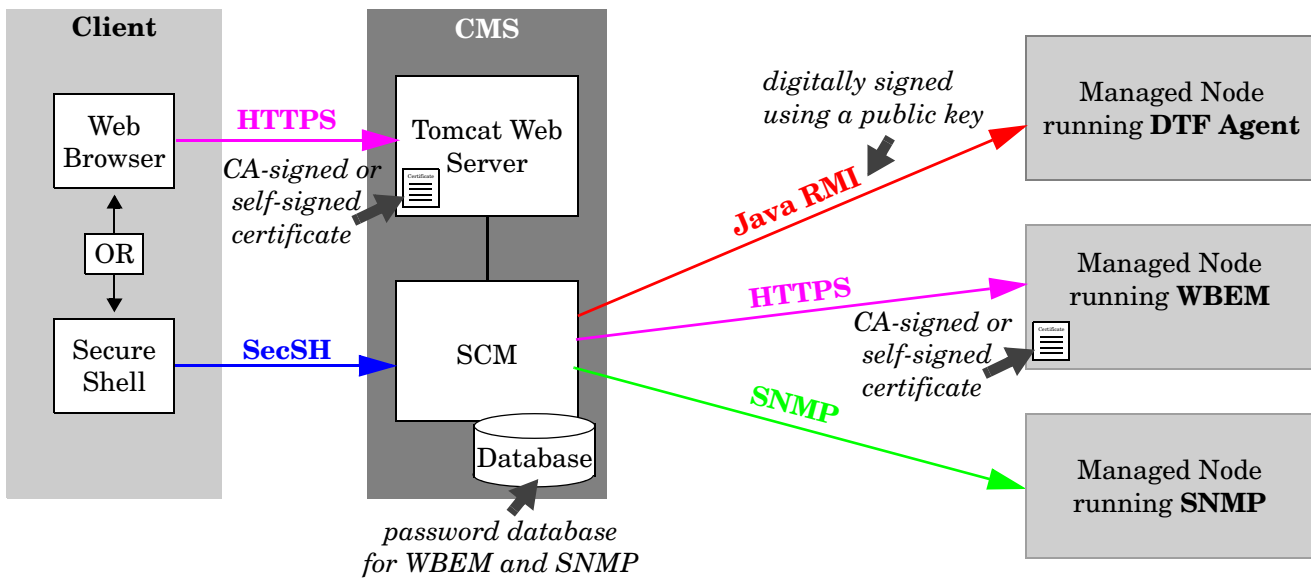 Client
Web
Browser
OR
Secure
Shell
HTTPS
CA-signed or
self-signed
certificate
SecSH
CMS
Tomcat Web
Server
Certificate
SCM
Database
password database
for WBEM and SNMP
digitally signed
using a public key
Java RMI
HTTPS
CA-signed or
self-signed
certificate
SNMP
Managed Node
running DTF Agent
Managed Node
running WBEM
Certificate
Managed Node
running SNMP